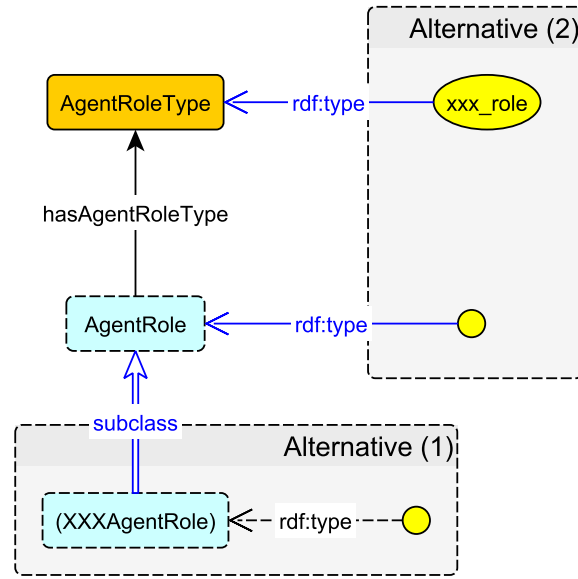 Alternative (2)
AgentRoleType
rdf:type
xxx_role
hasAgentRoleType
AgentRole
rdf:type
subclass
Alternative (1)
(XXXAgentRole)
rdf:type